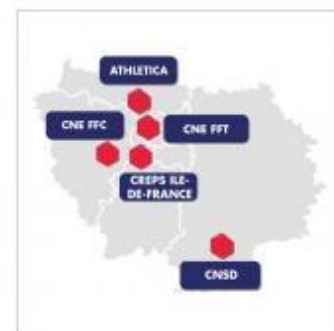 ATHLETICA
CNE FFC
CNE FFT
CREPS ILE-
DE-FRANCE
CNSD